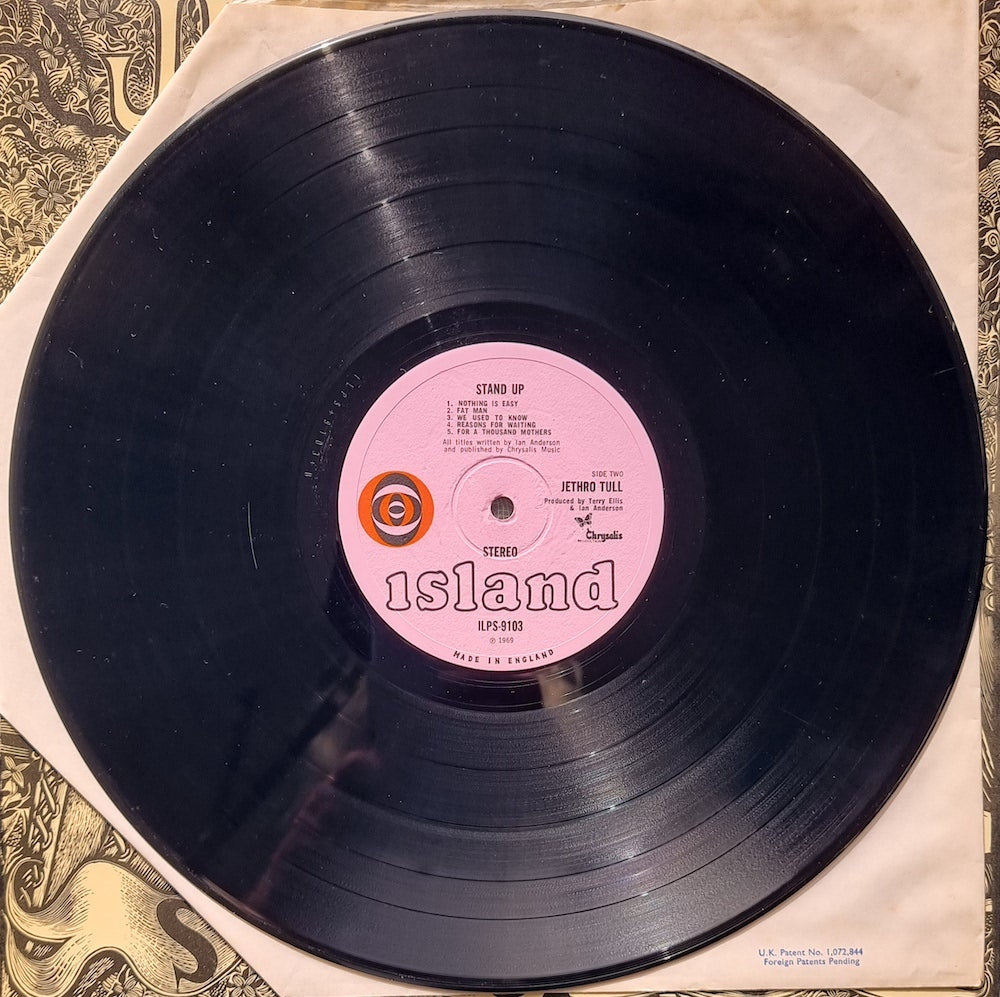 STAND UP
1. NOTHING IS EASY
2. FAT MAN
3. WE USED TO KNOW
4. REASONS FOR WAITING
5. FOR A THOUSAND MOTHERS
All titles written by Ian Anderson
and published by Chrysalis Music
SIDE TWO
JETHRO TULL
Produced by Terry Ellis
& Ian Anderson
Chrysalis
STEREO
island
ILPS-9103
℗ 1969
MADE IN ENGLAND
U.K. Patent No. 1,072,844
Foreign Patents Pending